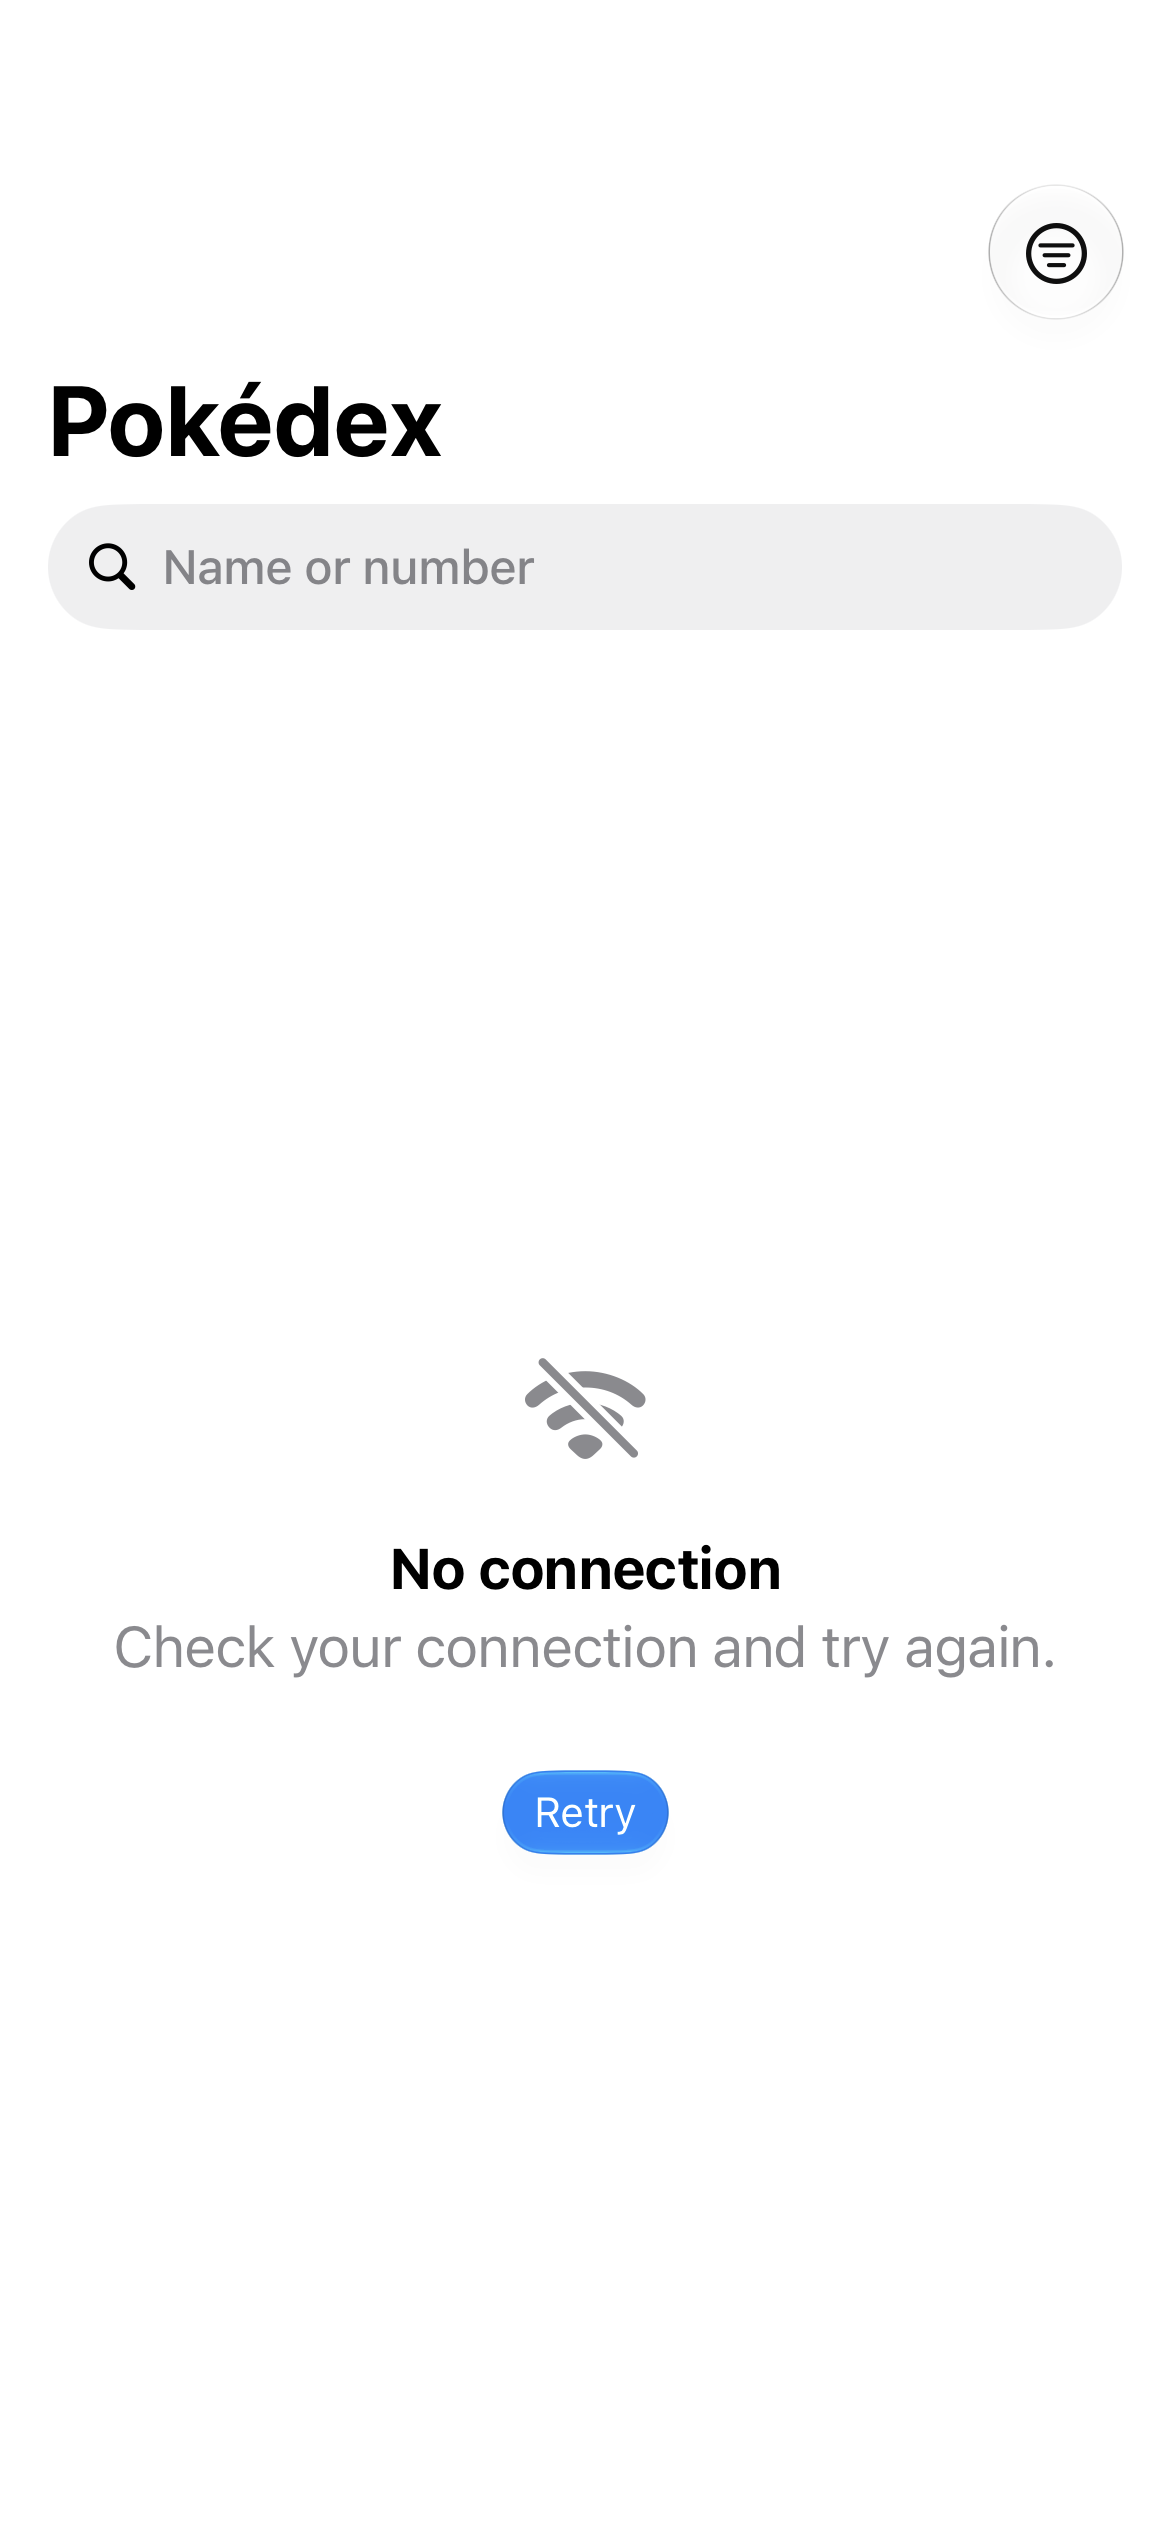 Pokédex
Name or number
No connection
Check your connection and try again.
Retry